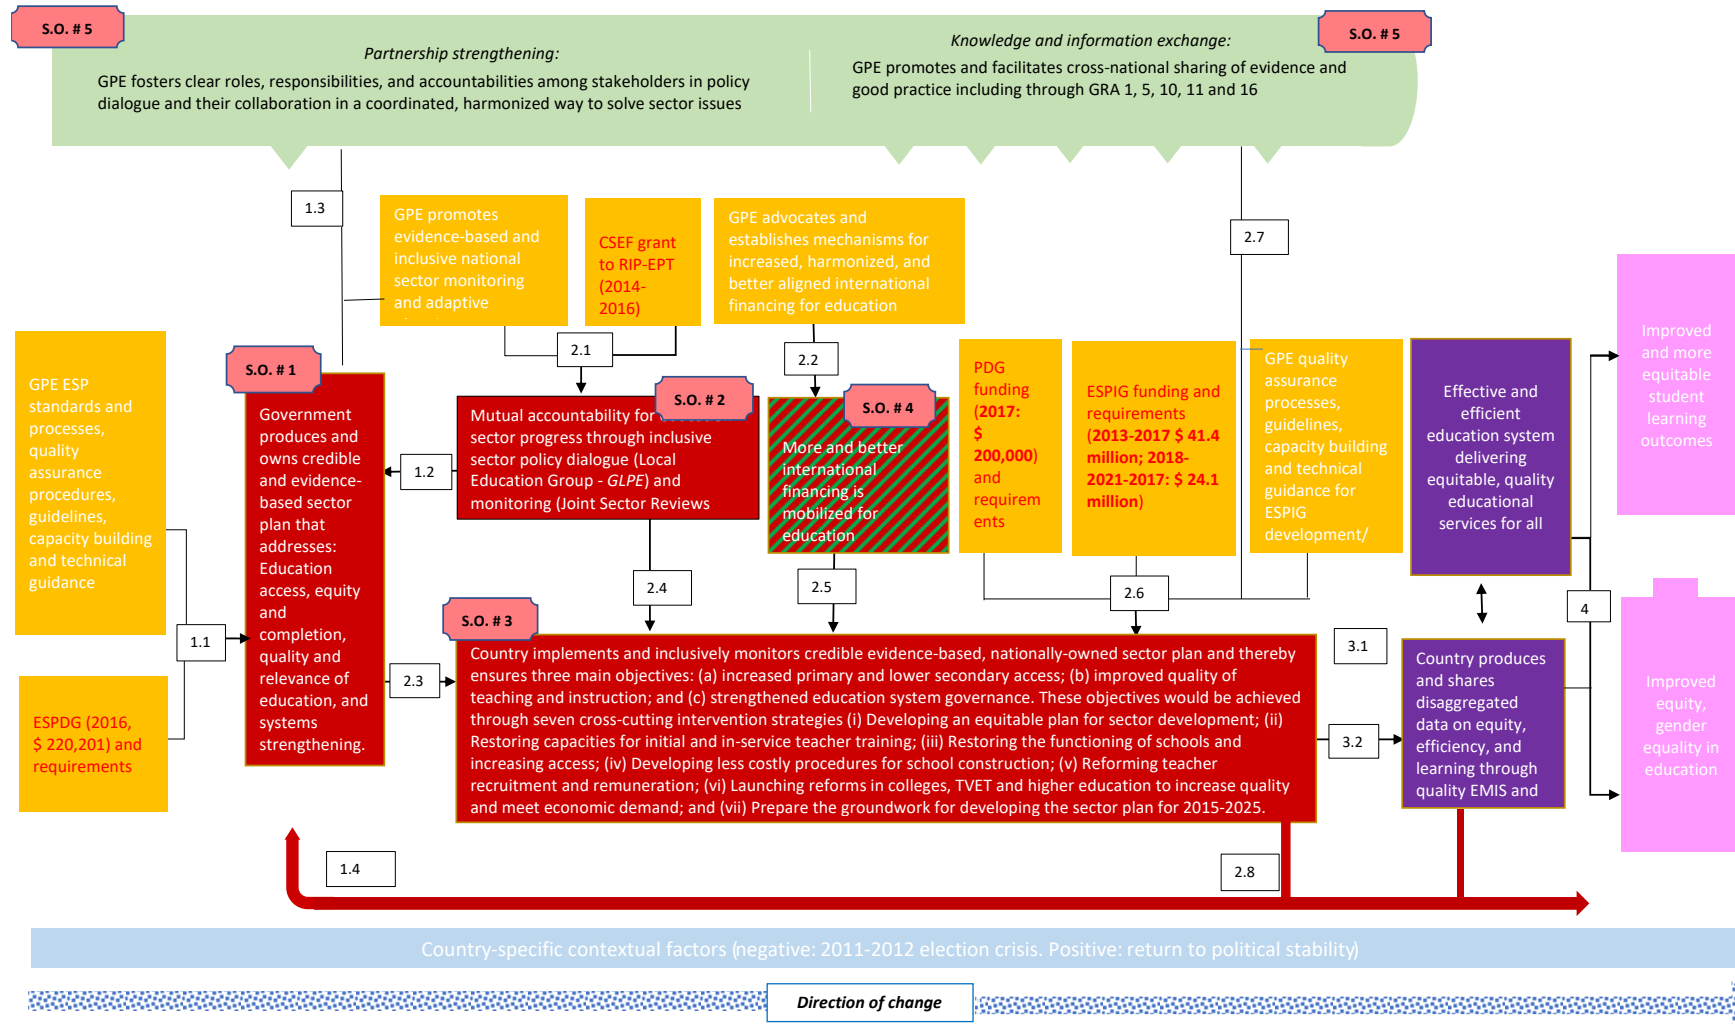 S.O. # 5
Partnership strengthening:
GPE fosters clear roles, responsibilities, and accountabilities among stakeholders in policy
dialogue and their collaboration in a coordinated, harmonized way to solve sector issues
S.O. # 5
Knowledge and information exchange:
GPE promotes and facilitates cross-national sharing of evidence and
good practice including through GRA 1, 5, 10, 11 and 16
1.3
GPE promotes
evidence-based and
inclusive national
sector monitoring
and adaptive
CSEF grant
to RIP-EPT
(2014-
2016)
GPE advocates and
establishes mechanisms for
increased, harmonized, and
better aligned international
financing for education
2.7
2.1
2.2
GPE ESP
standards and
processes,
quality
assurance
procedures,
guidelines,
capacity building
and technical
guidance
1.1
ESPDG (2016,
$ 220,201) and
requirements
S.O. # 1
Government
produces and
owns credible
and evidence-
based sector
plan that
addresses:
Education
access, equity
and
completion,
quality and
relevance of
education, and
systems
strengthening.
1.2
S.O. # 2
Mutual accountability for
sector progress through inclusive
sector policy dialogue (Local
Education Group - GLPE) and
monitoring (Joint Sector Reviews
S.O. # 4
More and better
international
financing is
mobilized for
education
PDG
funding
(2017:
$
200,000)
and
requirem
ents
ESPIG funding and
requirements
(2013-2017 $ 41.4
million; 2018-
2021-2017: $ 24.1
million)
GPE quality
assurance
processes,
guidelines,
capacity building
and technical
guidance for
ESPIG
development/
Effective and
efficient
education system
delivering
equitable, quality
educational
services for all
Improved
and more
equitable
student
learning
outcomes
2.4
2.5
2.6
4
2.3
S.O. # 3
Country implements and inclusively monitors credible evidence-based, nationally-owned sector plan and thereby
ensures three main objectives: (a) increased primary and lower secondary access; (b) improved quality of
teaching and instruction; and (c) strengthened education system governance. These objectives would be achieved
through seven cross-cutting intervention strategies (i) Developing an equitable plan for sector development; (ii)
Restoring capacities for initial and in-service teacher training; (iii) Restoring the functioning of schools and
increasing access; (iv) Developing less costly procedures for school construction; (v) Reforming teacher
recruitment and remuneration; (vi) Launching reforms in colleges, TVET and higher education to increase quality
and meet economic demand; and (vii) Prepare the groundwork for developing the sector plan for 2015-2025.
3.1
3.2
Country produces
and shares
disaggregated
data on equity,
efficiency, and
learning through
quality EMIS and
Improved
equity,
gender
equality in
education
1.4
2.8
Country-specific contextual factors (negative: 2011-2012 election crisis. Positive: return to political stability)
Direction of change